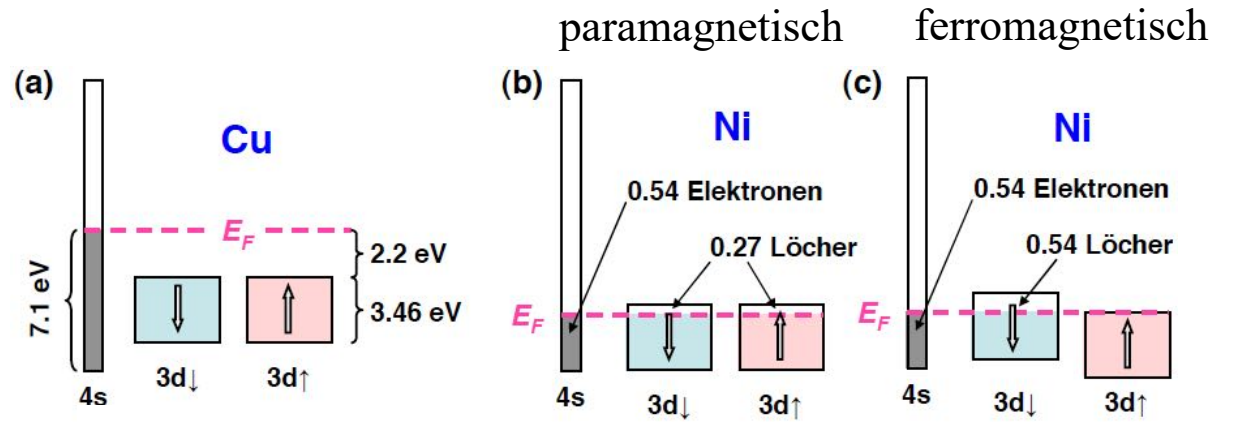 paramagnetisch ferromagnetisch
(a) (b) (c)
Cu
Ni
Ni
0.54 Elektronen
0.54 Elektronen
E_F
2.2 eV
0.27 Löcher
0.54 Löcher
7.1 eV
3.46 eV
E_F
E_F
4s
3d↓
3d↑
4s
3d↓
3d↑
4s
3d↓
3d↑